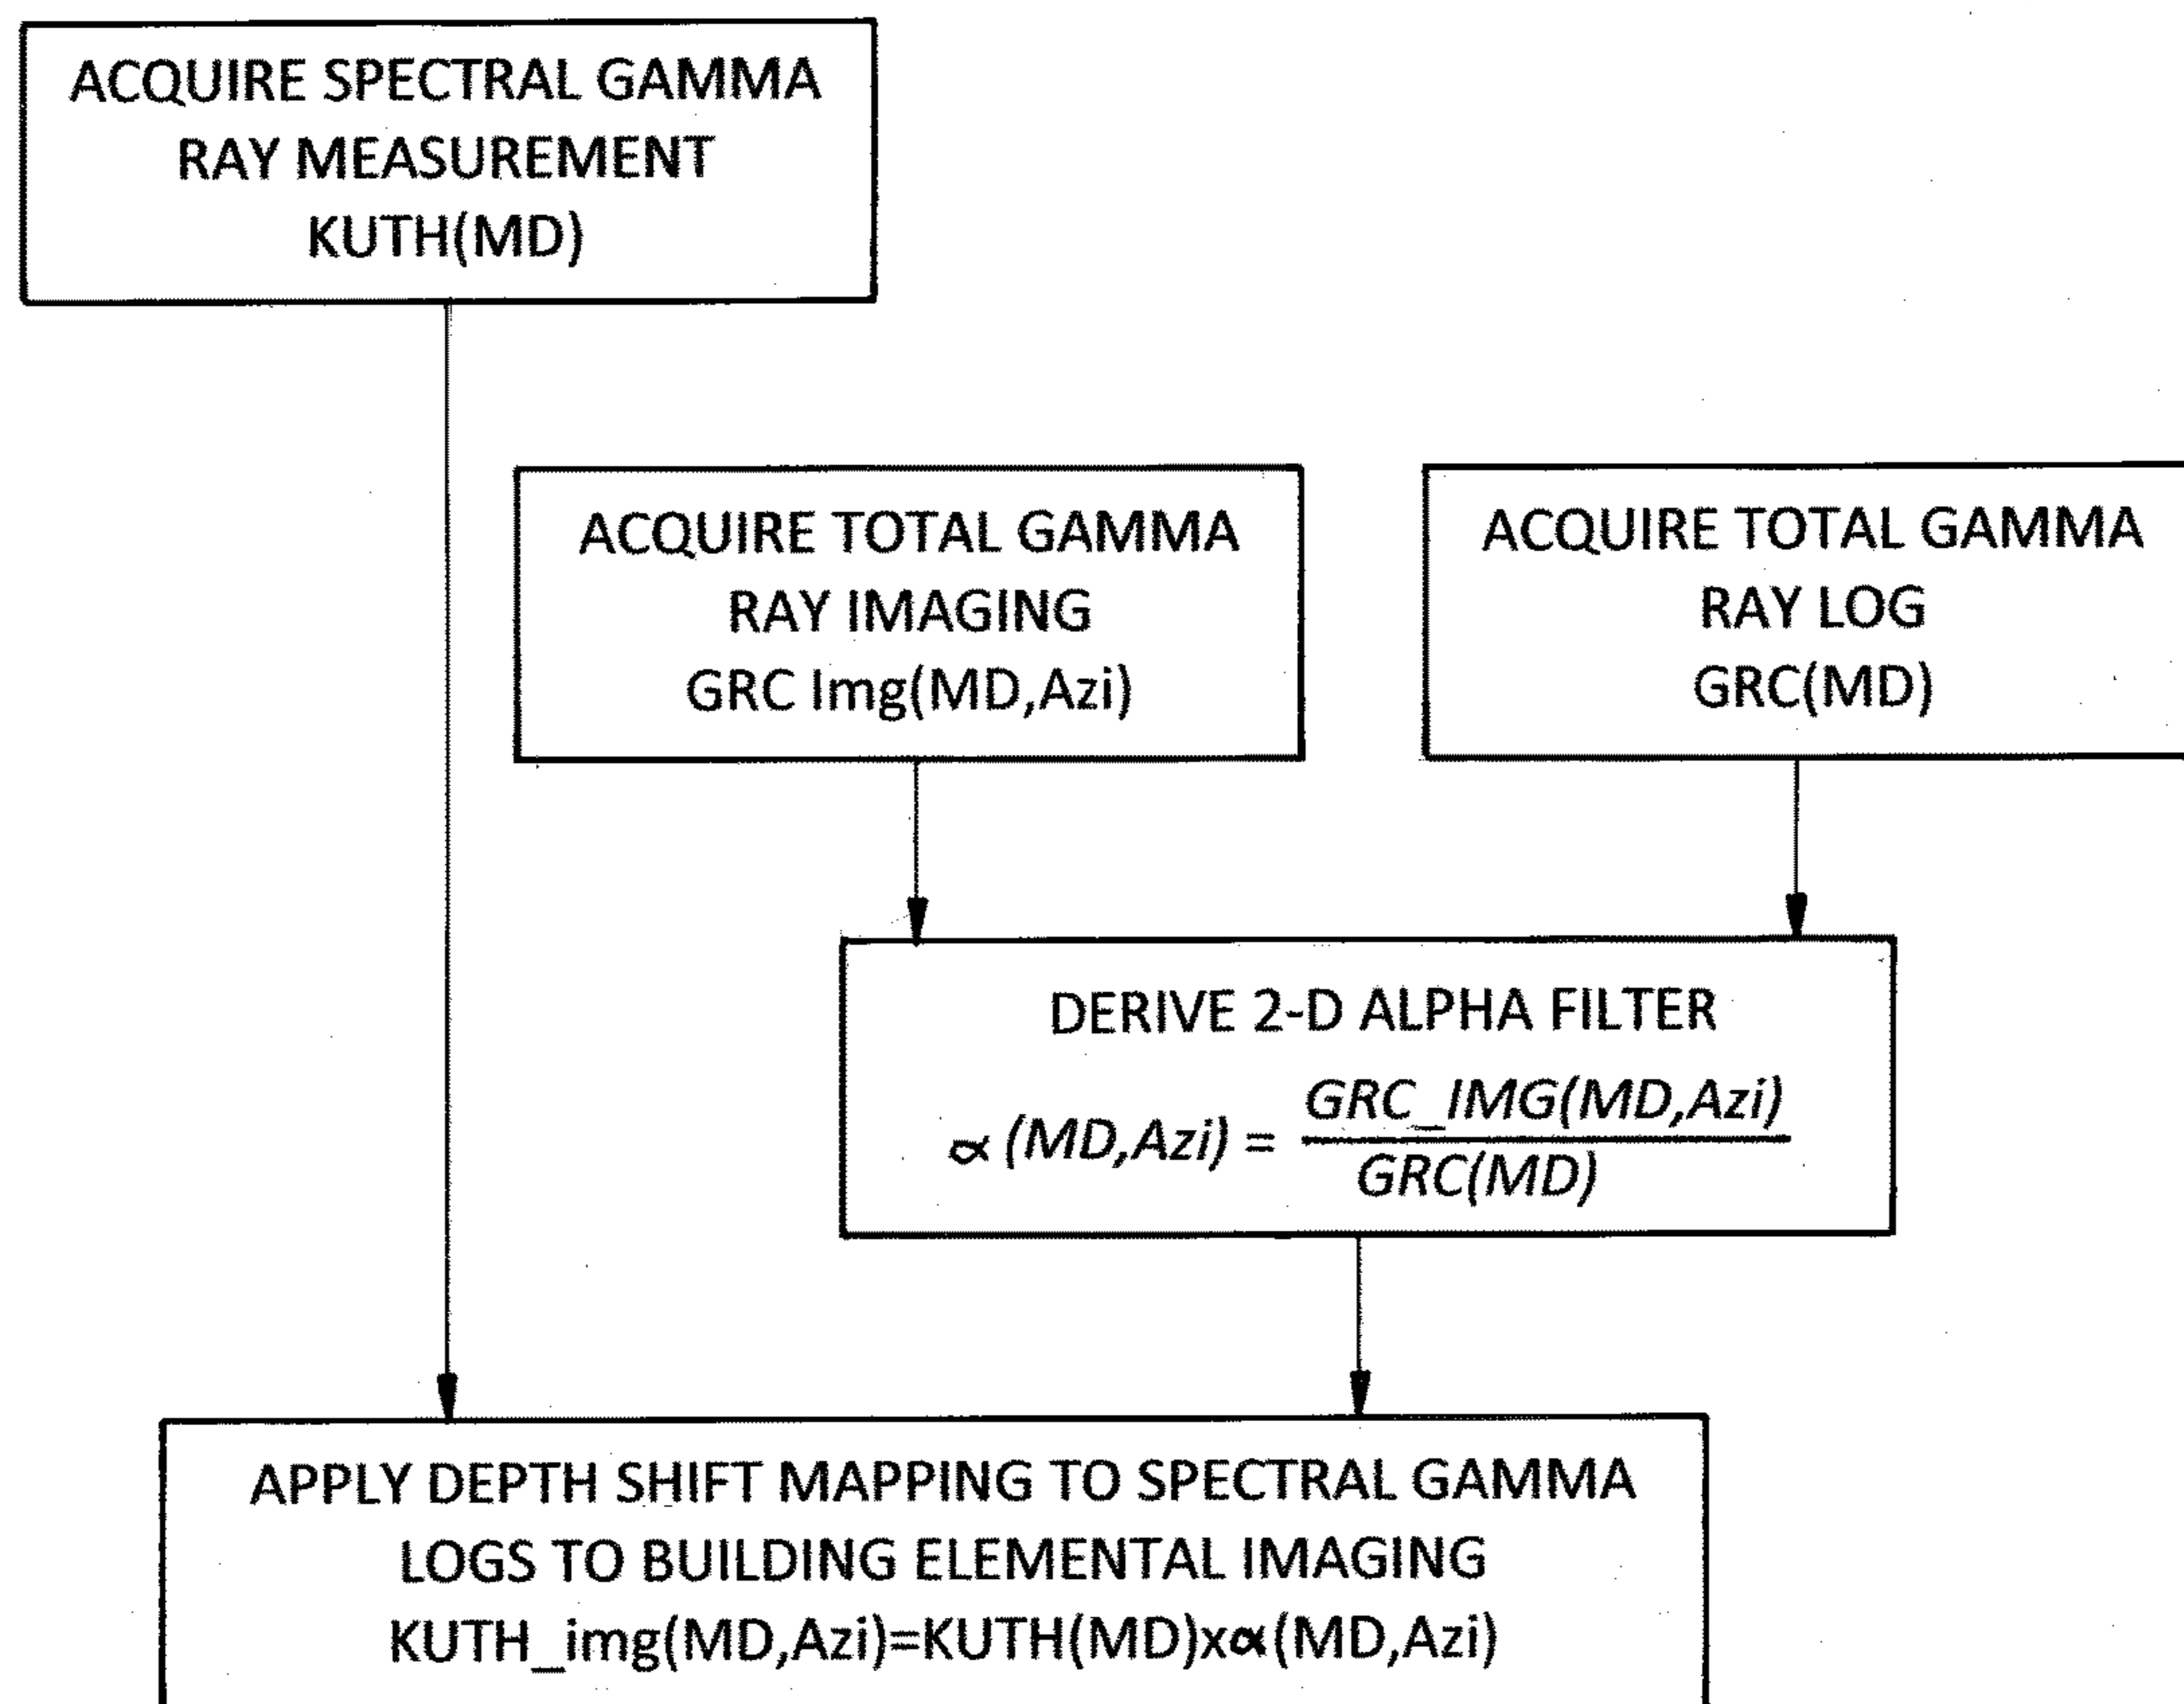 ACQUIRE SPECTRAL GAMMA
RAY MEASUREMENT
KUTH(MD)
ACQUIRE TOTAL GAMMA
RAY IMAGING
GRC Img(MD,Azi)
ACQUIRE TOTAL GAMMA
RAY LOG
GRC(MD)
DERIVE 2-D ALPHA FILTER
∝ (MD,Azi) = GRC_IMG(MD,Azi)
GRC(MD)
APPLY DEPTH SHIFT MAPPING TO SPECTRAL GAMMA
LOGS TO BUILDING ELEMENTAL IMAGING
KUTH_img(MD,Azi)=KUTH(MD)x∝(MD,Azi)